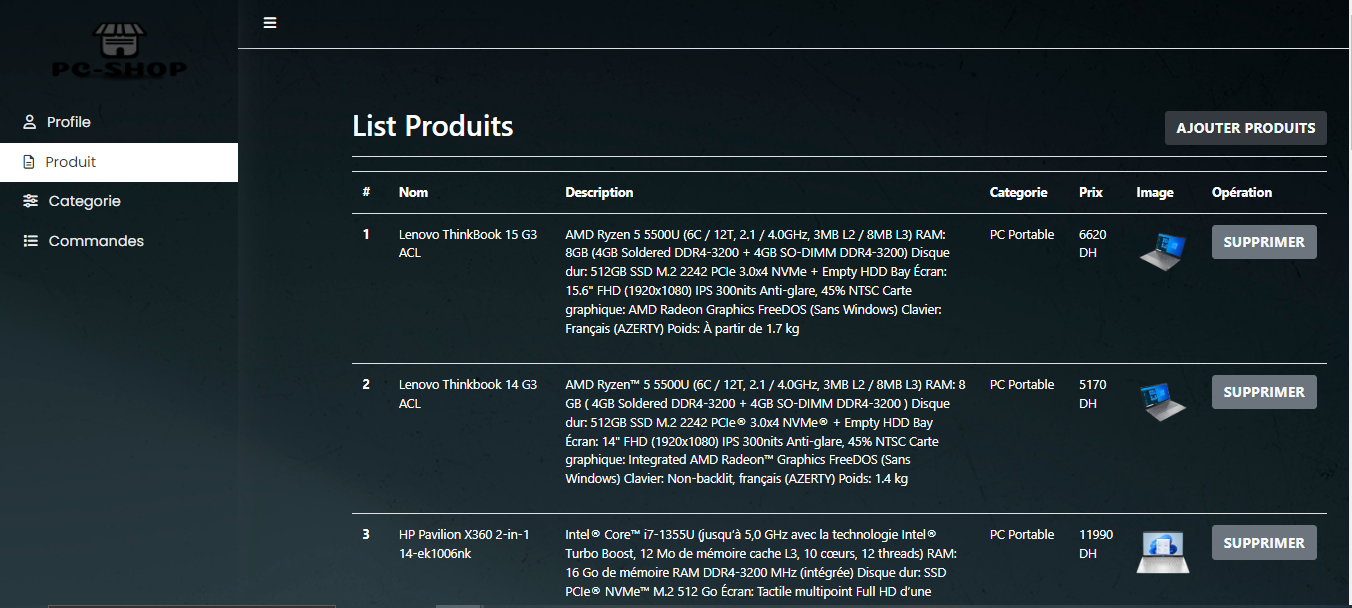 PC-SHOP
Profile
Produit
Categorie
Commandes
List Produits
AJOUTER PRODUITS
# Nom Description Categorie Prix Image Opération
1 Lenovo ThinkBook 15 G3 AMD Ryzen 5 5500U (6C / 12T, 2.1 / 4.0GHz, 3MB L2 / 8MB L3) RAM: PC Portable 6620 SUPPRIMER
ACL 8GB (4GB Soldered DDR4-3200 + 4GB SO-DIMM DDR4-3200) Disque DH
dur: 512GB SSD M.2 2242 PCIe 3.0x4 NVMe + Empty HDD Bay Écran:
15.6" FHD (1920x1080) IPS 300nits Anti-glare, 45% NTSC Carte
graphique: AMD Radeon Graphics FreeDOS (Sans Windows) Clavier:
Français (AZERTY) Poids: À partir de 1.7 kg
2 Lenovo Thinkbook 14 G3 AMD Ryzen™ 5 5500U (6C / 12T, 2.1 / 4.0GHz, 3MB L2 / 8MB L3) RAM: 8 PC Portable 5170 SUPPRIMER
ACL GB ( 4GB Soldered DDR4-3200 + 4GB SO-DIMM DDR4-3200 ) Disque DH
dur: 512GB SSD M.2 2242 PCIe® 3.0x4 NVMe® + Empty HDD Bay
Écran: 14" FHD (1920x1080) IPS 300nits Anti-glare, 45% NTSC Carte
graphique: Integrated AMD Radeon™ Graphics FreeDOS (Sans
Windows) Clavier: Non-backlit, français (AZERTY) Poids: 1.4 kg
3 HP Pavilion X360 2-in-1 Intel® Core™ i7-1355U (jusqu'à 5,0 GHz avec la technologie Intel® PC Portable 11990 SUPPRIMER
14-ek1006nk Turbo Boost, 12 Mo de mémoire cache L3, 10 cœurs, 12 threads) RAM: DH
16 Go de mémoire RAM DDR4-3200 MHz (intégrée) Disque dur: SSD
PCIe® NVMe™ M.2 512 Go Écran: Tactile multipoint Full HD d'une